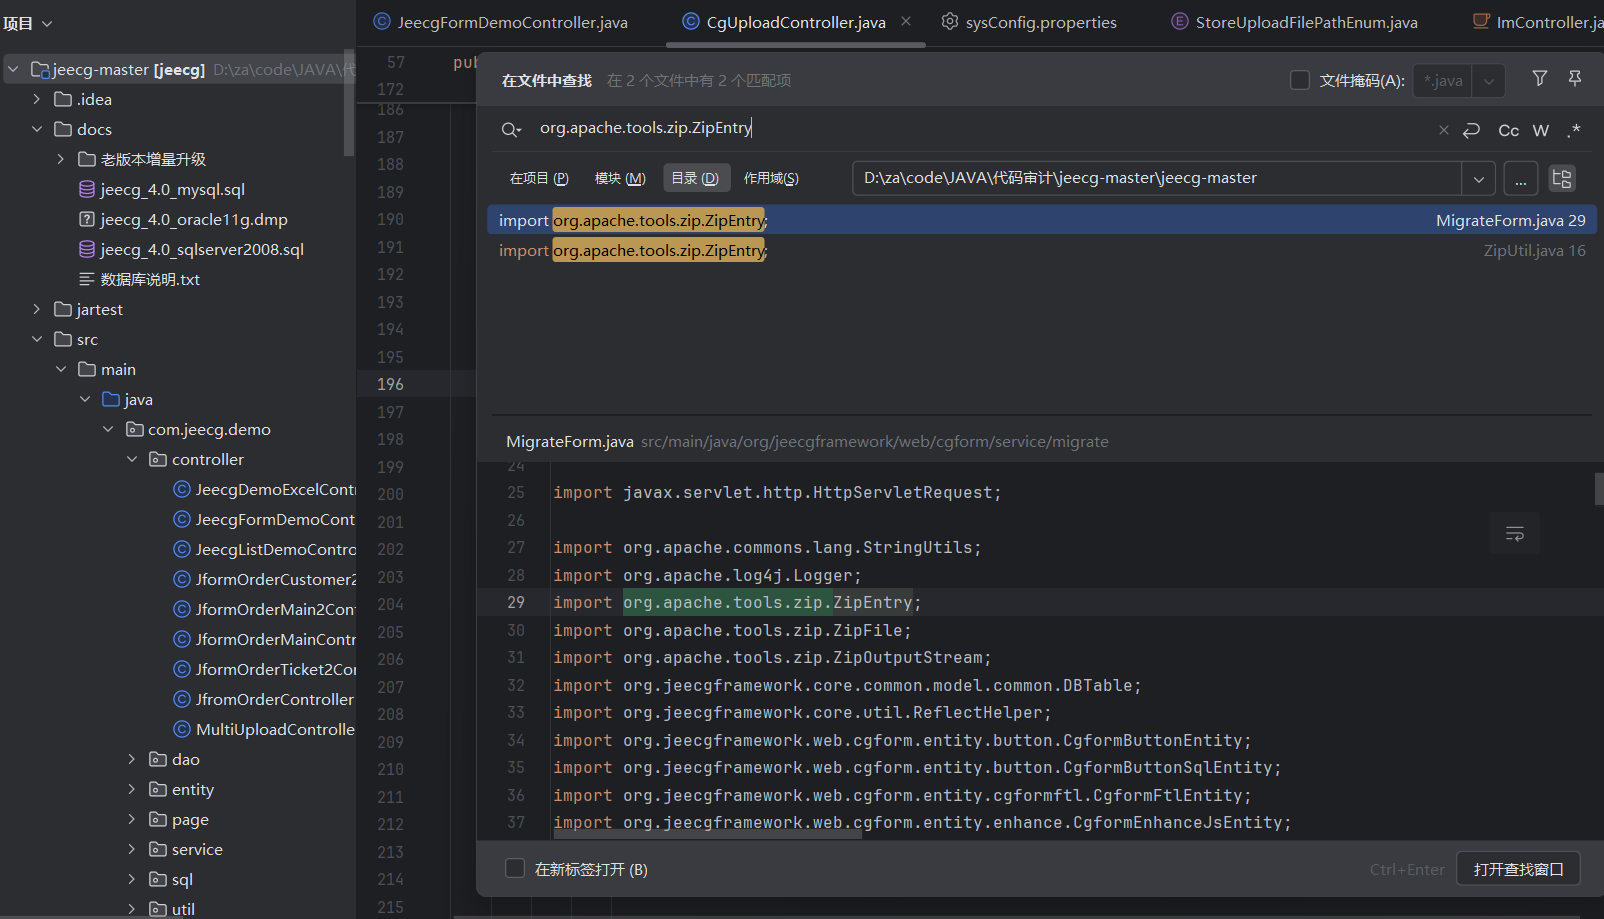 项目
JeecgFormDemoController.java
CgUploadController.java
sysConfig.properties
StoreUploadFilePathEnum.java
ImController.ja
jeecg-master [jeecg] D:\za\code\JAVA\代
.idea
docs
老版本增量升级
jeecg_4.0_mysql.sql
jeecg_4.0_oracle11g.dmp
jeecg_4.0_sqlserver2008.sql
数据库说明.txt
jartest
src
main
java
com.jeecg.demo
controller
JeecgDemoExcelContr
JeecgFormDemoCont
JeecgListDemoContro
JformOrderCustomer2
JformOrderMain2Cont
JformOrderMainContr
JformOrderTicket2Con
JfromOrderController
MultiUploadControlle
dao
entity
page
service
sql
util
57 pub
172
186
187
188
189
190
191
192
193
194
195
196
197
198
199
200
201
202
203
204
205
206
207
208
209
210
211
212
213
214
215
在文件中查找 在 2 个文件中有 2 个匹配项
文件掩码(A): *.java
org.apache.tools.zip.ZipEntry
Cc W .*
在项目 (P) 模块 (M) 目录 (D) 作用域(S)
D:\za\code\JAVA\代码审计\jeecg-master\jeecg-master
...
import org.apache.tools.zip.ZipEntry; MigrateForm.java 29
import org.apache.tools.zip.ZipEntry; ZipUtil.java 16
MigrateForm.java src/main/java/org/jeecgframework/web/cgform/service/migrate
24
25 import javax.servlet.http.HttpServletRequest;
26
27 import org.apache.commons.lang.StringUtils;
28 import org.apache.log4j.Logger;
29 import org.apache.tools.zip.ZipEntry;
30 import org.apache.tools.zip.ZipFile;
31 import org.apache.tools.zip.ZipOutputStream;
32 import org.jeecgframework.core.common.model.common.DBTable;
33 import org.jeecgframework.core.util.ReflectHelper;
34 import org.jeecgframework.web.cgform.entity.button.CgformButtonEntity;
35 import org.jeecgframework.web.cgform.entity.button.CgformButtonSqlEntity;
36 import org.jeecgframework.web.cgform.entity.cgformftl.CgformFtlEntity;
37 import org.jeecgframework.web.cgform.entity.enhance.CgformEnhanceJsEntity;
在新标签打开 (B)
Ctrl+Enter
打开查找窗口